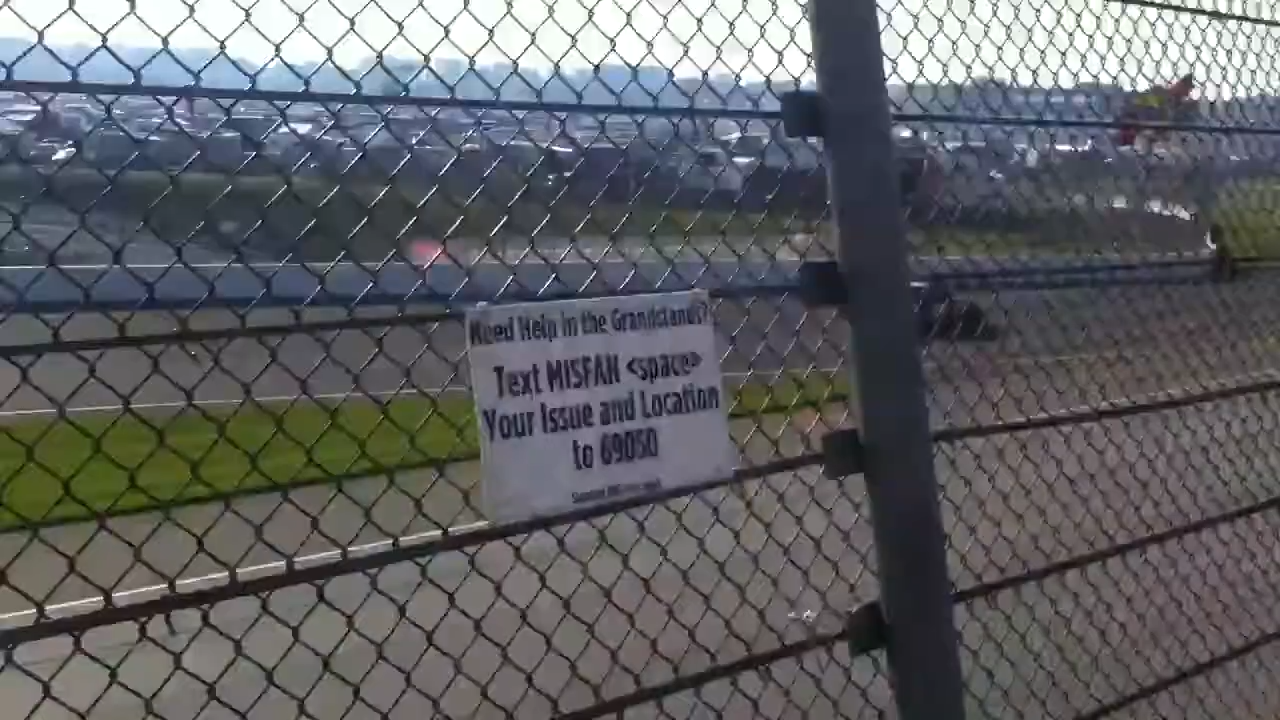 Need Help in the Grandstands?
Text MISFAN <space>
Your Issue and Location
to 69050